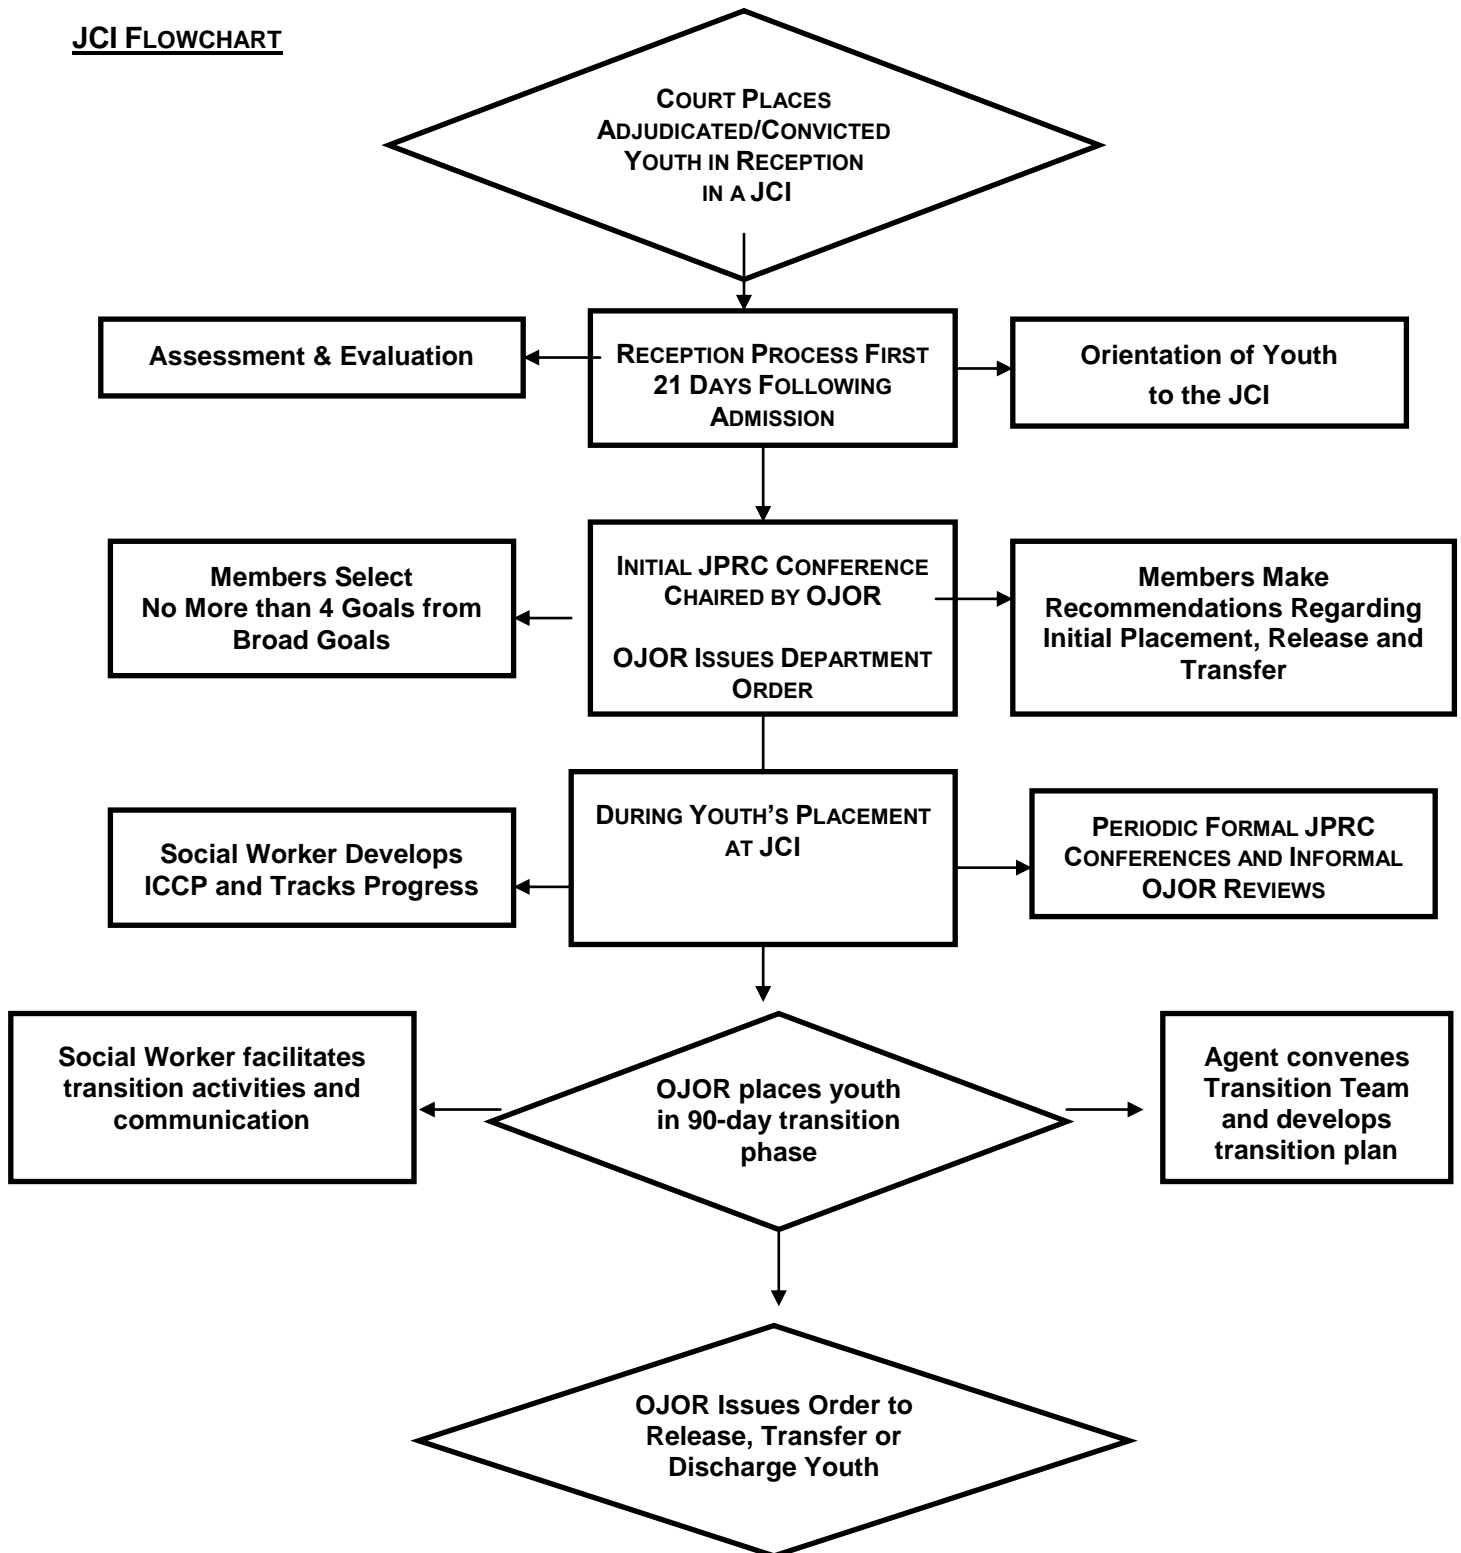 JCI FLOWCHART
COURT PLACES
ADJUDICATED/CONVICTED
YOUTH IN RECEPTION
IN A JCI
Assessment & Evaluation
RECEPTION PROCESS FIRST
21 DAYS FOLLOWING
ADMISSION
Orientation of Youth
to the JCI
Members Select
No More than 4 Goals from
Broad Goals
INITIAL JPRC CONFERENCE
CHAIRED BY OJOR
OJOR ISSUES DEPARTMENT
ORDER
Members Make
Recommendations Regarding
Initial Placement, Release and
Transfer
Social Worker Develops
ICCP and Tracks Progress
DURING YOUTH'S PLACEMENT
AT JCI
PERIODIC FORMAL JPRC
CONFERENCES AND INFORMAL
OJOR REVIEWS
Social Worker facilitates
transition activities and
communication
OJOR places youth
in 90-day transition
phase
Agent convenes
Transition Team
and develops
transition plan
OJOR Issues Order to
Release, Transfer or
Discharge Youth